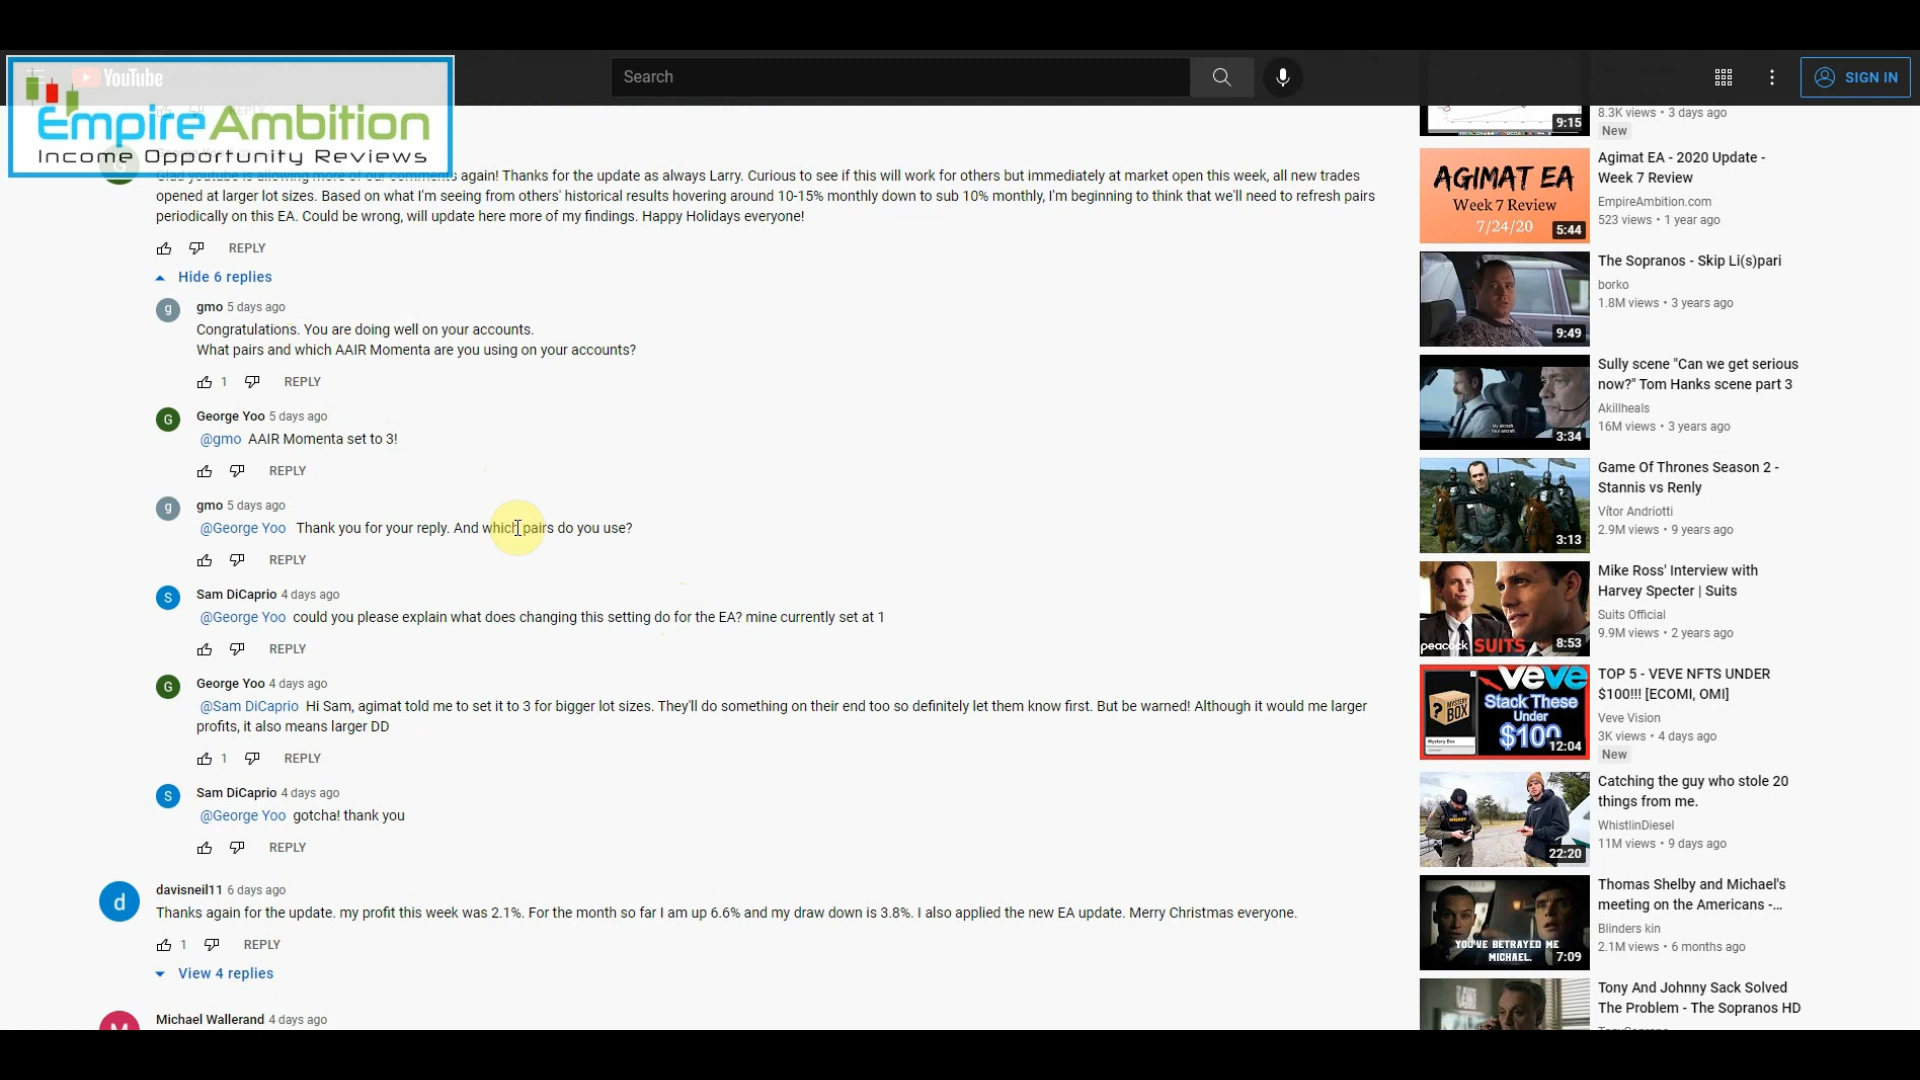 YouTube
Search
SIGN IN
EmpireAmbition
Income Opportunity Reviews
REPLY
Glad youtube is allowing more of our comments again! Thanks for the update as always Larry. Curious to see if this will work for others but immediately at market open this week, all new trades
opened at larger lot sizes. Based on what I'm seeing from others' historical results hovering around 10-15% monthly down to sub 10% monthly, I'm beginning to think that we'll need to refresh pairs
periodically on this EA. Could be wrong, will update here more of my findings. Happy Holidays everyone!
REPLY
Hide 6 replies
g
gmo 5 days ago
Congratulations. You are doing well on your accounts.
What pairs and which AAIR Momenta are you using on your accounts?
1 REPLY
G
George Yoo 5 days ago
@gmo AAIR Momenta set to 3!
REPLY
g
gmo 5 days ago
@George Yoo Thank you for your reply. And which pairs do you use?
REPLY
S
Sam DiCaprio 4 days ago
@George Yoo could you please explain what does changing this setting do for the EA? mine currently set at 1
REPLY
G
George Yoo 4 days ago
@Sam DiCaprio Hi Sam, agimat told me to set it to 3 for bigger lot sizes. They'll do something on their end too so definitely let them know first. But be warned! Although it would me larger
profits, it also means larger DD
1 REPLY
S
Sam DiCaprio 4 days ago
@George Yoo gotcha! thank you
REPLY
d
davisneil11 6 days ago
Thanks again for the update. my profit this week was 2.1%. For the month so far I am up 6.6% and my draw down is 3.8%. I also applied the new EA update. Merry Christmas everyone.
1 REPLY
View 4 replies
Michael Wallerand 4 days ago
9:15
8.3K views • 3 days ago
New
AGIMAT EA
Week 7 Review
7/24/20
5:44
Agimat EA - 2020 Update -
Week 7 Review
EmpireAmbition.com
523 views • 1 year ago
9:49
The Sopranos - Skip Li(s)pari
borko
1.8M views • 3 years ago
3:34
Sully scene "Can we get serious
now?" Tom Hanks scene part 3
Akillheals
16M views • 3 years ago
3:13
Game Of Thrones Season 2 -
Stannis vs Renly
Vítor Andriotti
2.9M views • 9 years ago
peacock SUITS
8:53
Mike Ross' Interview with
Harvey Specter | Suits
Suits Official
9.9M views • 2 years ago
veve
MYSTERY BOX
Mystery Box
Stack These
Under
$100
12:04
TOP 5 - VEVE NFTS UNDER
$100!!! [ECOMI, OMI]
Veve Vision
3K views • 4 days ago
New
22:20
Catching the guy who stole 20
things from me.
WhistlinDiesel
11M views • 9 days ago
YOU'VE BETRAYED ME
MICHAEL.
7:09
Thomas Shelby and Michael's
meeting on the Americans -...
Blinders kin
2.1M views • 6 months ago
Tony And Johnny Sack Solved
The Problem - The Sopranos HD